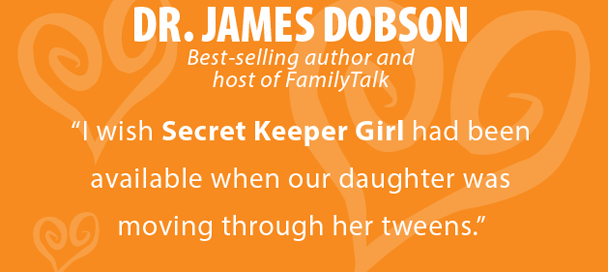 DR. JAMES DOBSON
Best-selling author and
host of FamilyTalk
“I wish Secret Keeper Girl had been
available when our daughter was
moving through her tweens.”